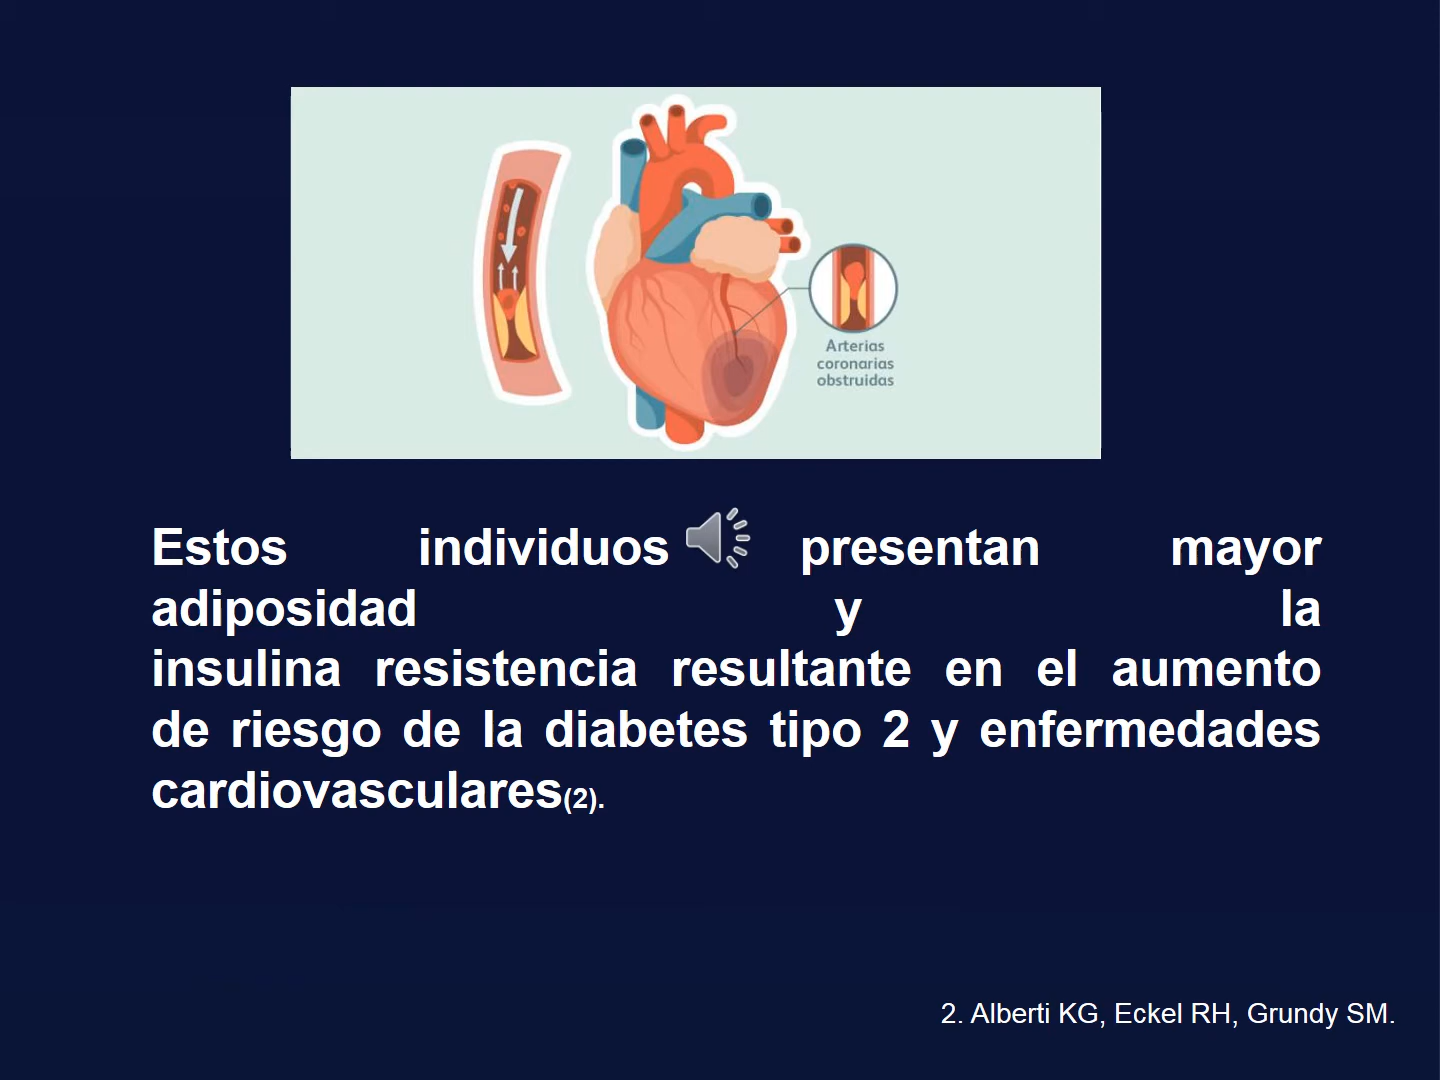 Arterias
coronarias
obstruidas
Estos individuos presentan mayor
adiposidad y la
insulina resistencia resultante en el aumento
de riesgo de la diabetes tipo 2 y enfermedades
cardiovasculares(2).
2. Alberti KG, Eckel RH, Grundy SM.